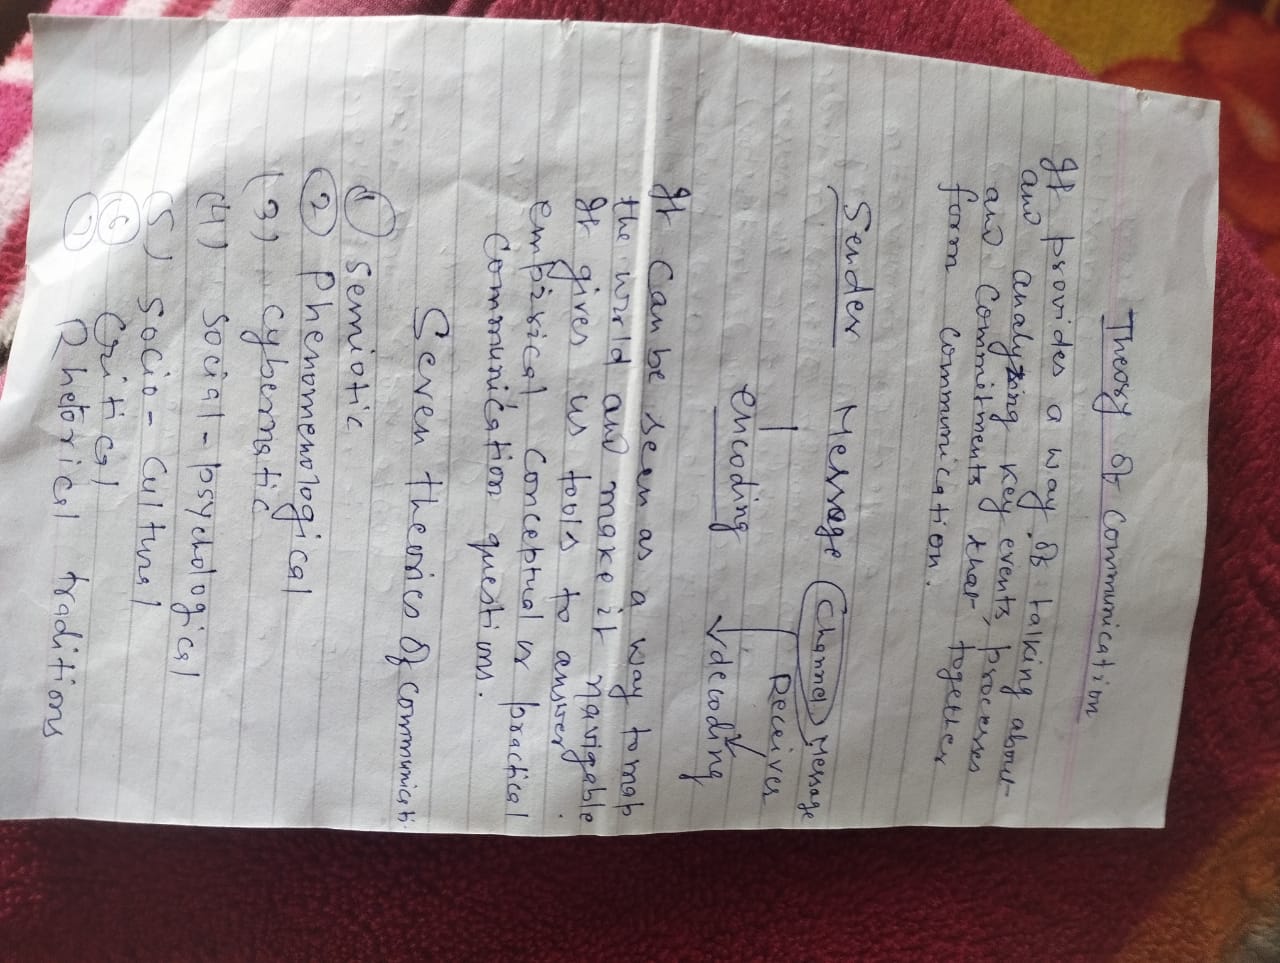 Theory of communication
It provides a way of talking about
and analyzing key events, processes
and commitments that together
form communication.
Sender Message Channel Message
Receiver
encoding decoding
It can be seen as a way to map
the world and make it navigable
It gives us tools to answer
empirical conceptual or practical
communication questions.
Seven theories of communicati
(1) Semiotic
(2) Phenomenological
(3) cybernatic
(4) social-psychological
(5) socio-cultural
(6) Critical
(7) Rhetorical traditions